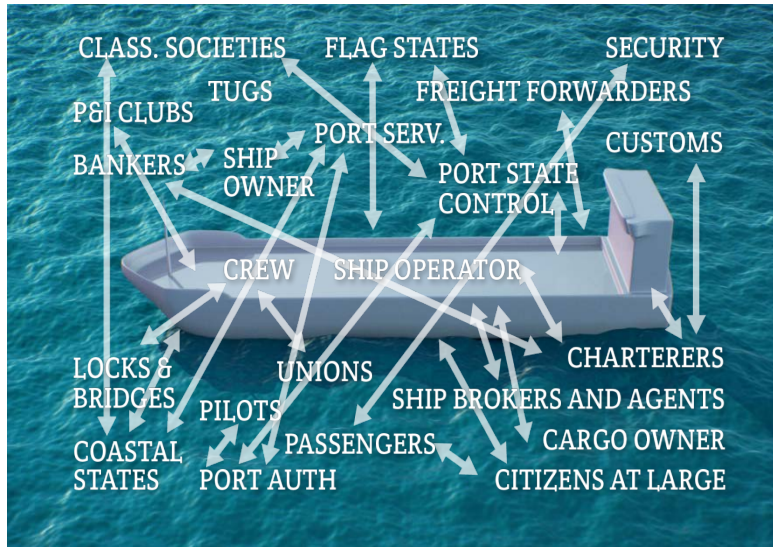 CLASS. SOCIETIES
FLAG STATES
SECURITY
TUGS
FREIGHT FORWARDERS
P&I CLUBS
PORT SERV.
CUSTOMS
BANKERS
SHIP
OWNER
PORT STATE
CONTROL
CREW
SHIP OPERATOR
LOCKS &
BRIDGES
UNIONS
CHARTERERS
PILOTS
SHIP BROKERS AND AGENTS
COASTAL
STATES
PASSENGERS
CARGO OWNER
PORT AUTH
CITIZENS AT LARGE